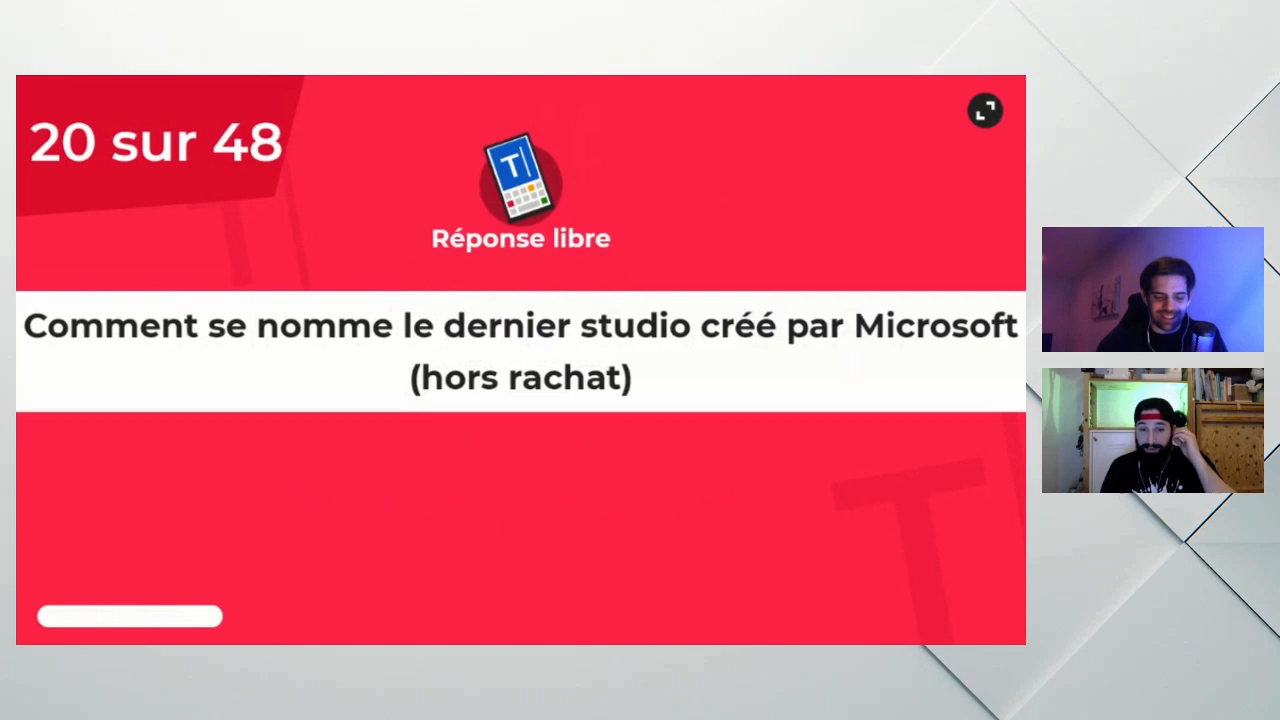 20 sur 48
T
Réponse libre
Comment se nomme le dernier studio créé par Microsoft
(hors rachat)